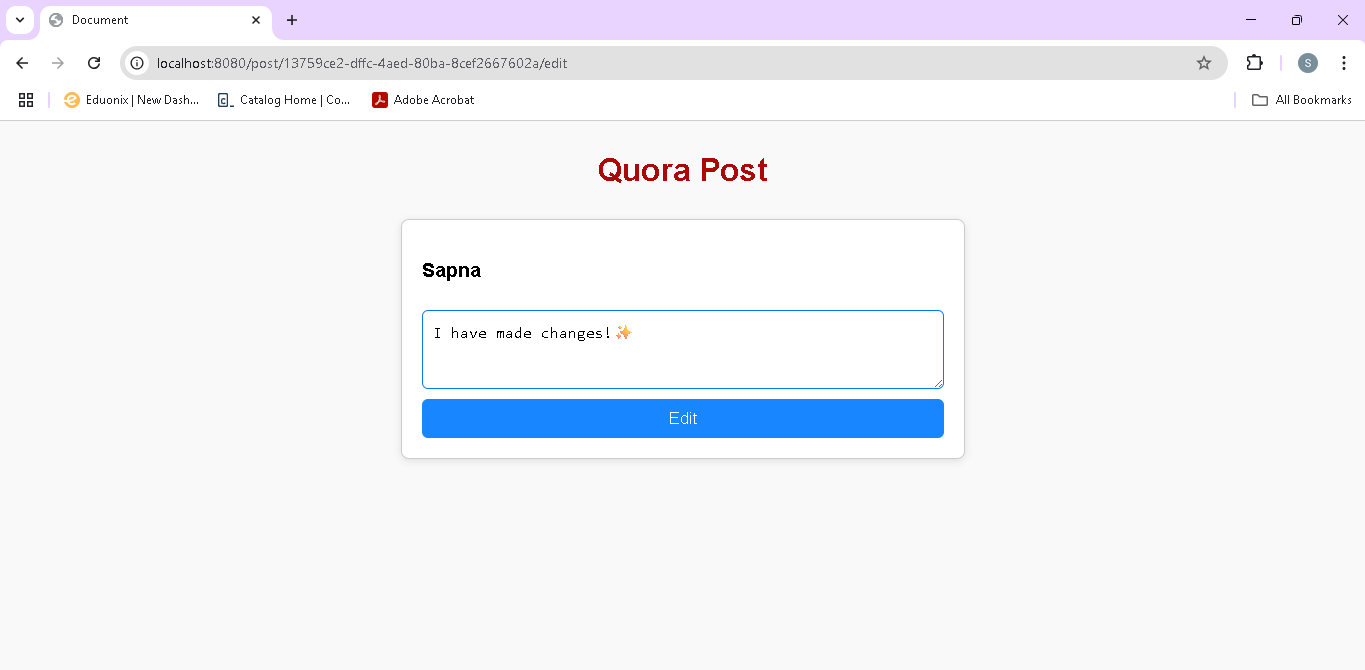 Document
localhost:8080/post/13759ce2-dffc-4aed-80ba-8cef2667602a/edit
S
Eduonix | New Dash... Catalog Home | Co... Adobe Acrobat All Bookmarks
Quora Post
Sapna
I have made changes!✨
Edit